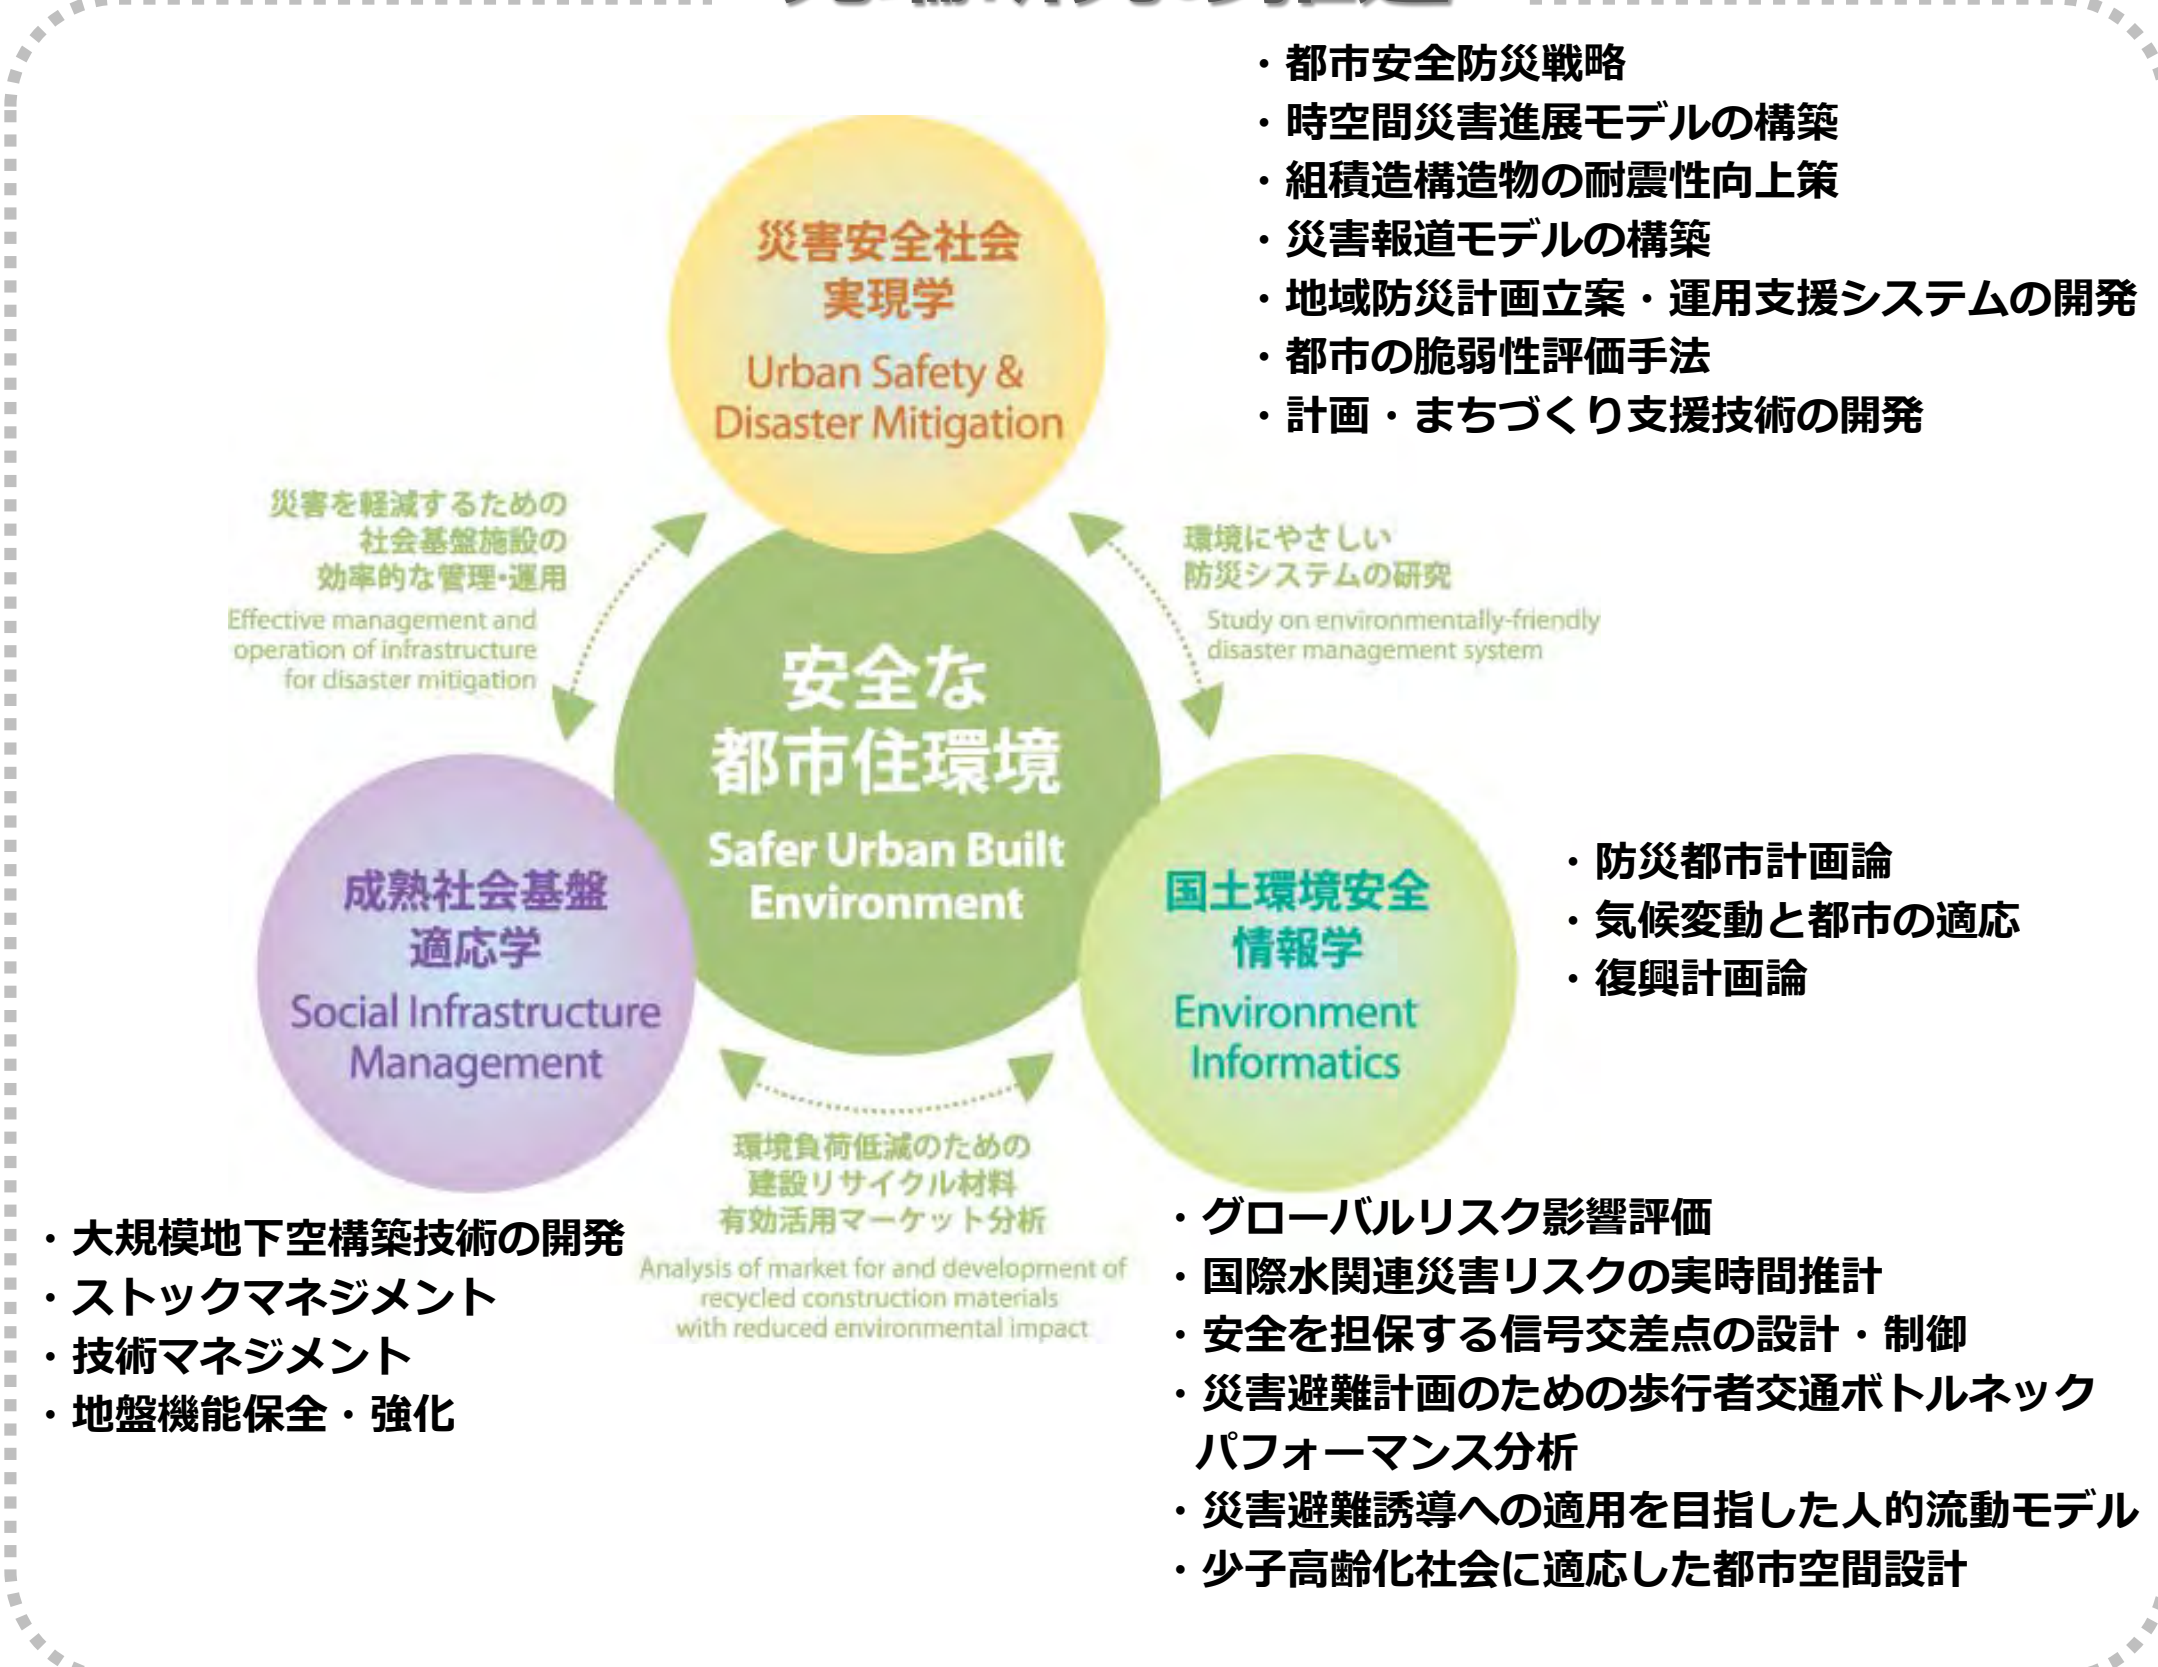 ・都市安全防災戦略
・時空間災害進展モデルの構築
・組積造構造物の耐震性向上策
・災害報道モデルの構築
・地域防災計画立案・運用支援システムの開発
・都市の脆弱性評価手法
・計画・まちづくり支援技術の開発
災害安全社会
実現学
Urban Safety &
Disaster Mitigation
災害を軽減するための
社会基盤施設の
効率的な管理・運用
Effective management and
operation of infrastructure
for disaster mitigation
環境にやさしい
防災システムの研究
Study on environmentally-friendly
disaster management system
安全な
都市住環境
Safer Urban Built
Environment
成熟社会基盤
適応学
Social Infrastructure
Management
国土環境安全
情報学
Environment
Informatics
・防災都市計画論
・気候変動と都市の適応
・復興計画論
環境負荷低減のための
建設リサイクル材料
有効活用マーケット分析
Analysis of market for and development of
recycled construction materials
with reduced environmental impact
・大規模地下空構築技術の開発
・ストックマネジメント
・技術マネジメント
・地盤機能保全・強化
・グローバルリスク影響評価
・国際水関連災害リスクの実時間推計
・安全を担保する信号交差点の設計・制御
・災害避難計画のための歩行者交通ボトルネック
パフォーマンス分析
・災害避難誘導への適用を目指した人的流動モデル
・少子高齢化社会に適応した都市空間設計